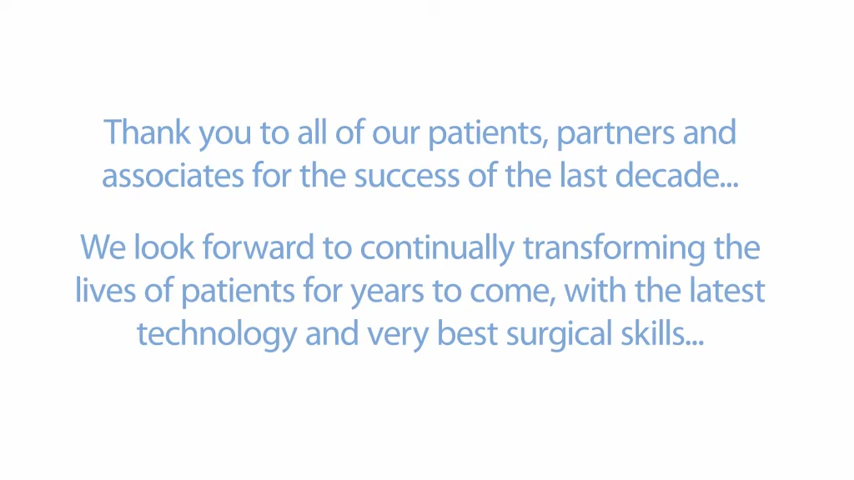 Thank you to all of our patients, partners and
associates for the success of the last decade...
We look forward to continually transforming the
lives of patients for years to come, with the latest
technology and very best surgical skills...